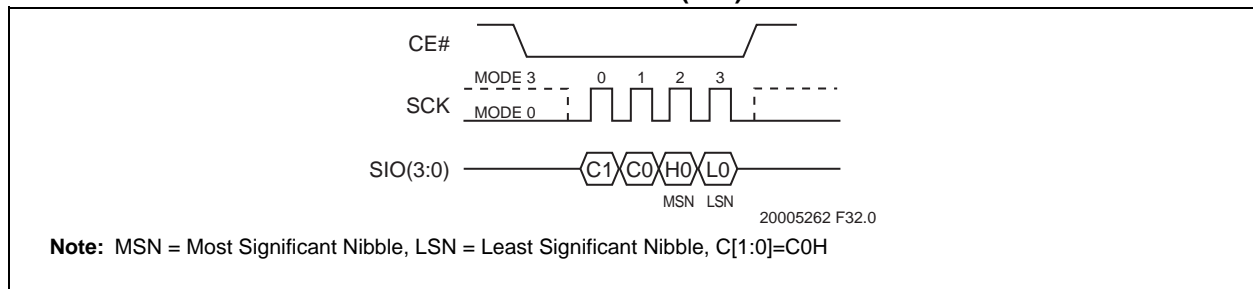 CE#
MODE 3 0 1 2 3
SCK
MODE 0
SIO(3:0) C1 C0 H0 L0
MSN LSN
20005262 F32.0
Note: MSN = Most Significant Nibble, LSN = Least Significant Nibble, C[1:0]=C0H